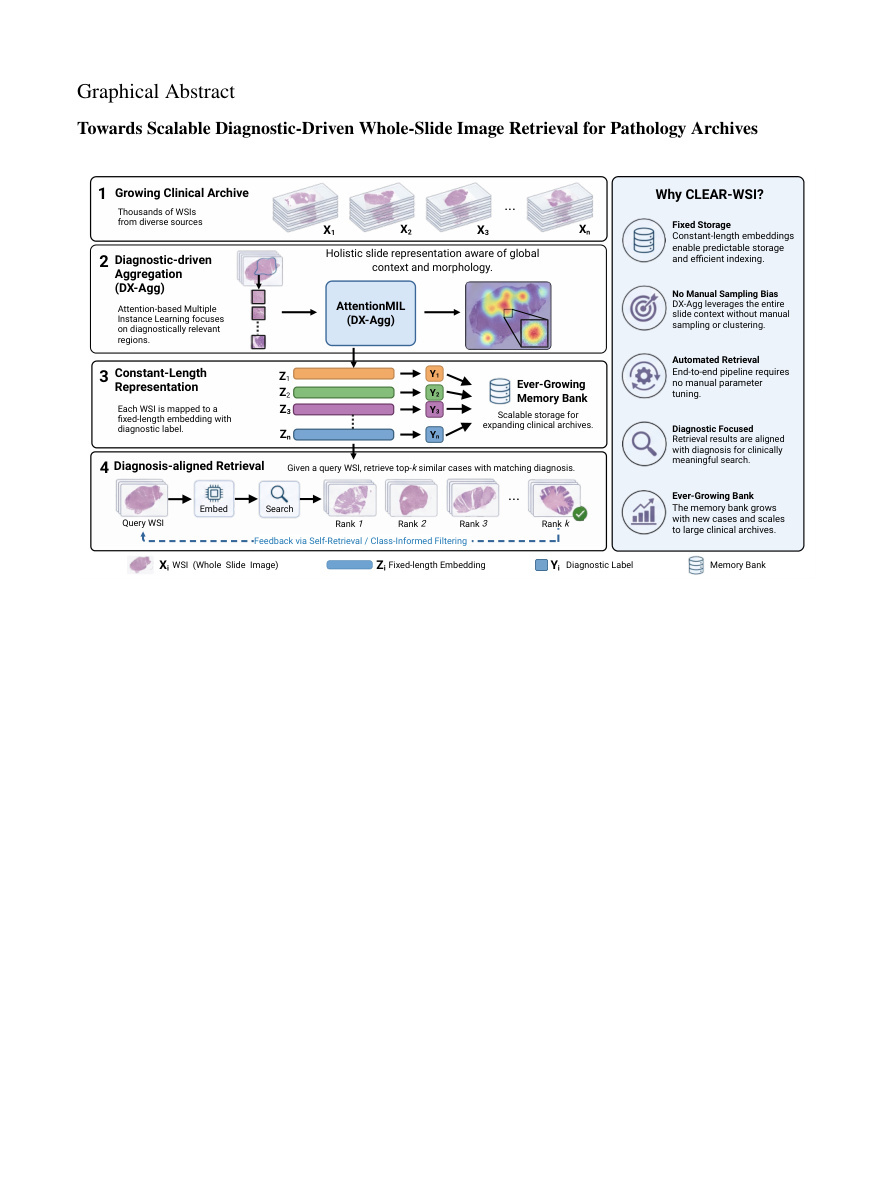 Graphical Abstract
Towards Scalable Diagnostic-Driven Whole-Slide Image Retrieval for Pathology Archives
1 Growing Clinical Archive
Thousands of WSIs
from diverse sources
X1 X2 X3 ... Xn
2 Diagnostic-driven
Aggregation
(DX-Agg)
Attention-based Multiple
Instance Learning focuses
on diagnostically relevant
regions.
Holistic slide representation aware of global
context and morphology.
AttentionMIL
(DX-Agg)
3 Constant-Length
Representation
Each WSI is mapped to a
fixed-length embedding with
diagnostic label.
Z1 Y1
Z2 Y2
Z3 Y3
Zn Yn
Ever-Growing
Memory Bank
Scalable storage for
expanding clinical archives.
4 Diagnosis-aligned Retrieval
Given a query WSI, retrieve top-k similar cases with matching diagnosis.
Query WSI
Embed
Search
Rank 1
Rank 2
Rank 3
...
Rank k
Feedback via Self-Retrieval / Class-Informed Filtering
Why CLEAR-WSI?
Fixed Storage
Constant-length embeddings
enable predictable storage
and efficient indexing.
No Manual Sampling Bias
DX-Agg leverages the entire
slide context without manual
sampling or clustering.
Automated Retrieval
End-to-end pipeline requires
no manual parameter
tuning.
Diagnostic Focused
Retrieval results are aligned
with diagnosis for clinically
meaningful search.
Ever-Growing Bank
The memory bank grows
with new cases and scales
to large clinical archives.
Xi WSI (Whole Slide Image)
Zi Fixed-length Embedding
Yi Diagnostic Label
Memory Bank